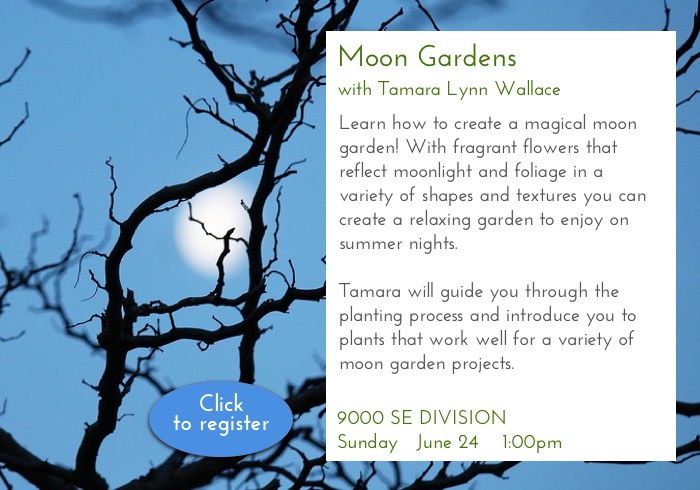 Moon Gardens
with Tamara Lynn Wallace
Learn how to create a magical moon
garden! With fragrant flowers that
reflect moonlight and foliage in a
variety of shapes and textures you can
create a relaxing garden to enjoy on
summer nights.
Tamara will guide you through the
planting process and introduce you to
plants that work well for a variety of
moon garden projects.
9000 SE DIVISION
Sunday June 24 1:00pm
Click
to register